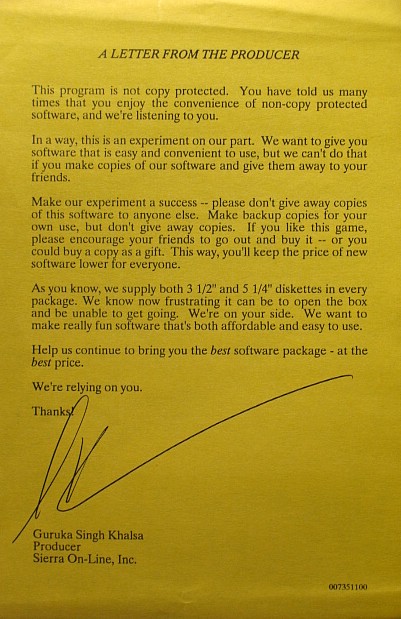 A LETTER FROM THE PRODUCER
This program is not copy protected. You have told us many
times that you enjoy the convenience of non-copy protected
software, and we're listening to you.
In a way, this is an experiment on our part. We want to give you
software that is easy and convenient to use, but we can't do that
if you make copies of our software and give them away to your
friends.
Make our experiment a success -- please don't give away copies
of this software to anyone else. Make backup copies for your
own use, but don't give away copies. If you like this game,
please encourage your friends to go out and buy it -- or you
could buy a copy as a gift. This way, you'll keep the price of new
software lower for everyone.
As you know, we supply both 3 1/2" and 5 1/4" diskettes in every
package. We know now frustrating it can be to open the box
and be unable to get going. We're on your side. We want to
make really fun software that's both affordable and easy to use.
Help us continue to bring you the best software package - at the
best price.
We're relying on you.
Thanks!
Guruka Singh Khalsa
Producer
Sierra On-Line, Inc.
007351100